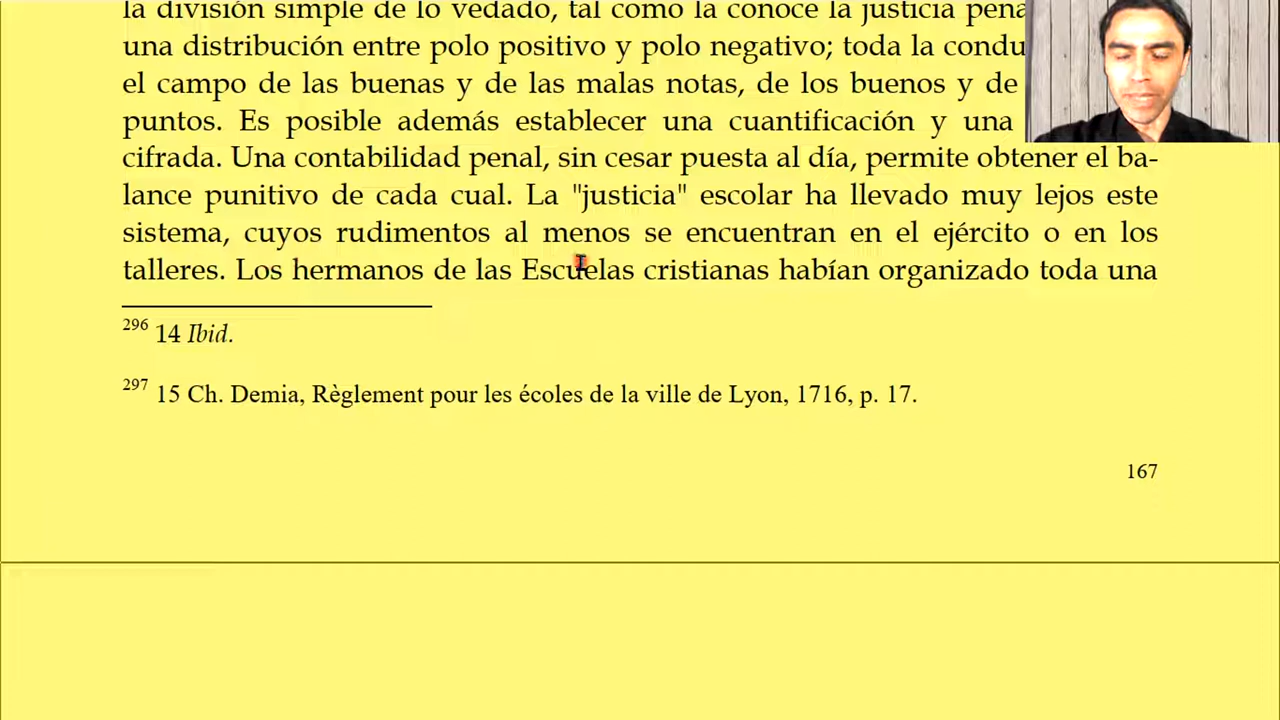 la división simple de lo vedado, tal como la conoce la justicia pena
una distribución entre polo positivo y polo negativo; toda la condu
el campo de las buenas y de las malas notas, de los buenos y de
puntos. Es posible además establecer una cuantificación y una
cifrada. Una contabilidad penal, sin cesar puesta al día, permite obtener el ba-
lance punitivo de cada cual. La "justicia" escolar ha llevado muy lejos este
sistema, cuyos rudimentos al menos se encuentran en el ejército o en los
talleres. Los hermanos de las Escuelas cristianas habían organizado toda una
296 14 Ibid.
297 15 Ch. Demia, Règlement pour les écoles de la ville de Lyon, 1716, p. 17.
167